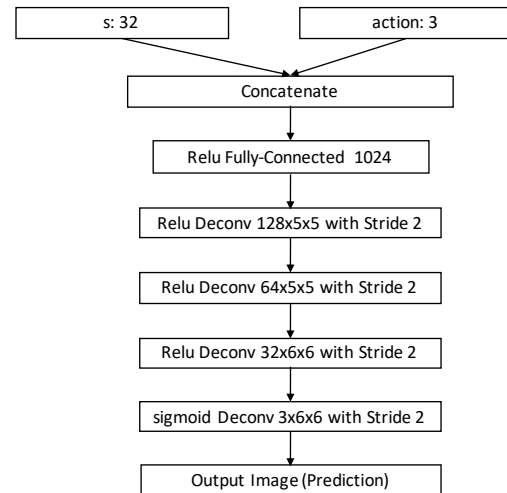 s: 32
action: 3
Concatenate
Relu Fully-Connected 1024
Relu Deconv 128x5x5 with Stride 2
Relu Deconv 64x5x5 with Stride 2
Relu Deconv 32x6x6 with Stride 2
sigmoid Deconv 3x6x6 with Stride 2
Output Image (Prediction)